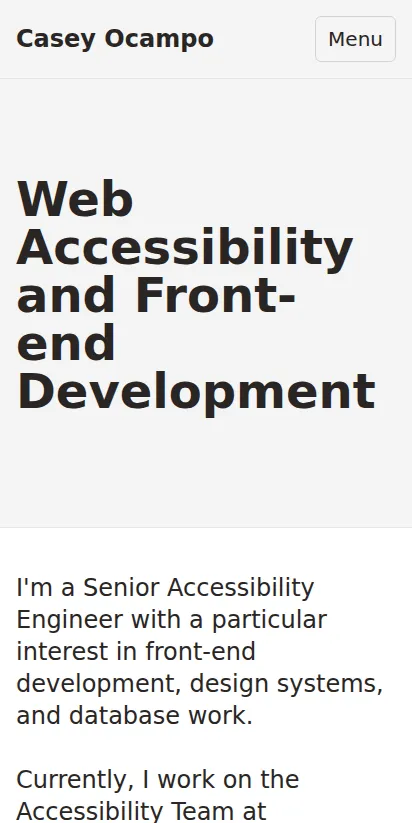 Casey Ocampo
Menu
Web
Accessibility
and Front-
end
Development
I'm a Senior Accessibility
Engineer with a particular
interest in front-end
development, design systems,
and database work.
Currently, I work on the
Accessibility Team at